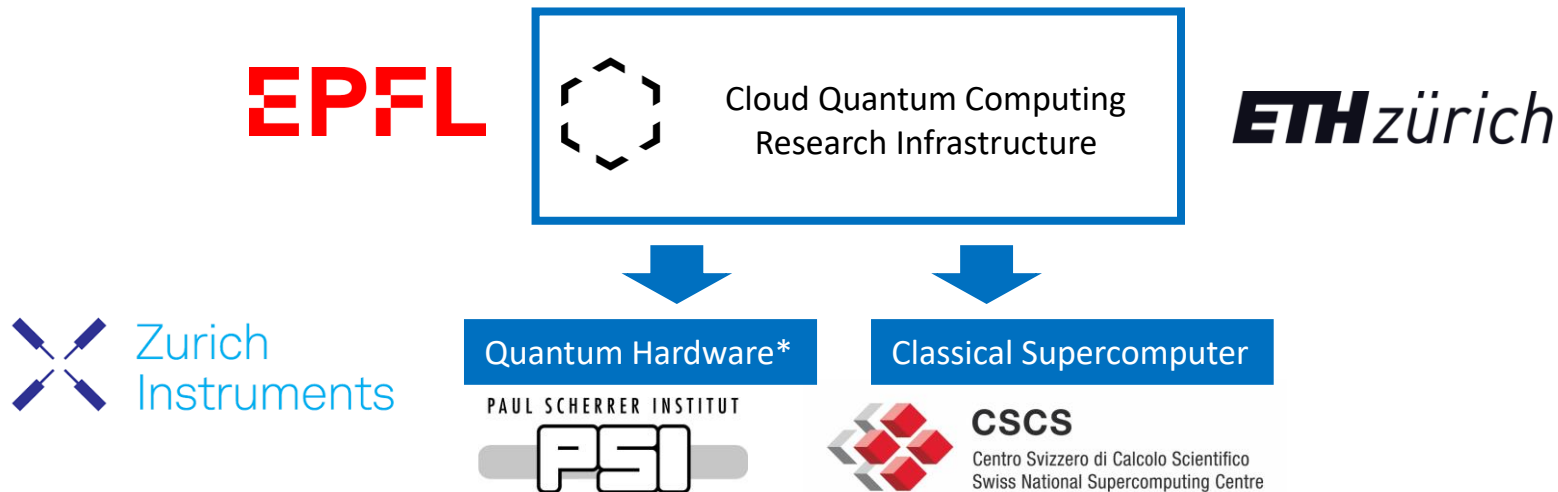 EPFL
Cloud Quantum Computing
Research Infrastructure
ETH zürich
Zurich
Instruments
Quantum Hardware*
Classical Supercomputer
PAUL SCHERRER INSTITUT
PSI
CSCS
Centro Svizzero di Calcolo Scientifico
Swiss National Supercomputing Centre